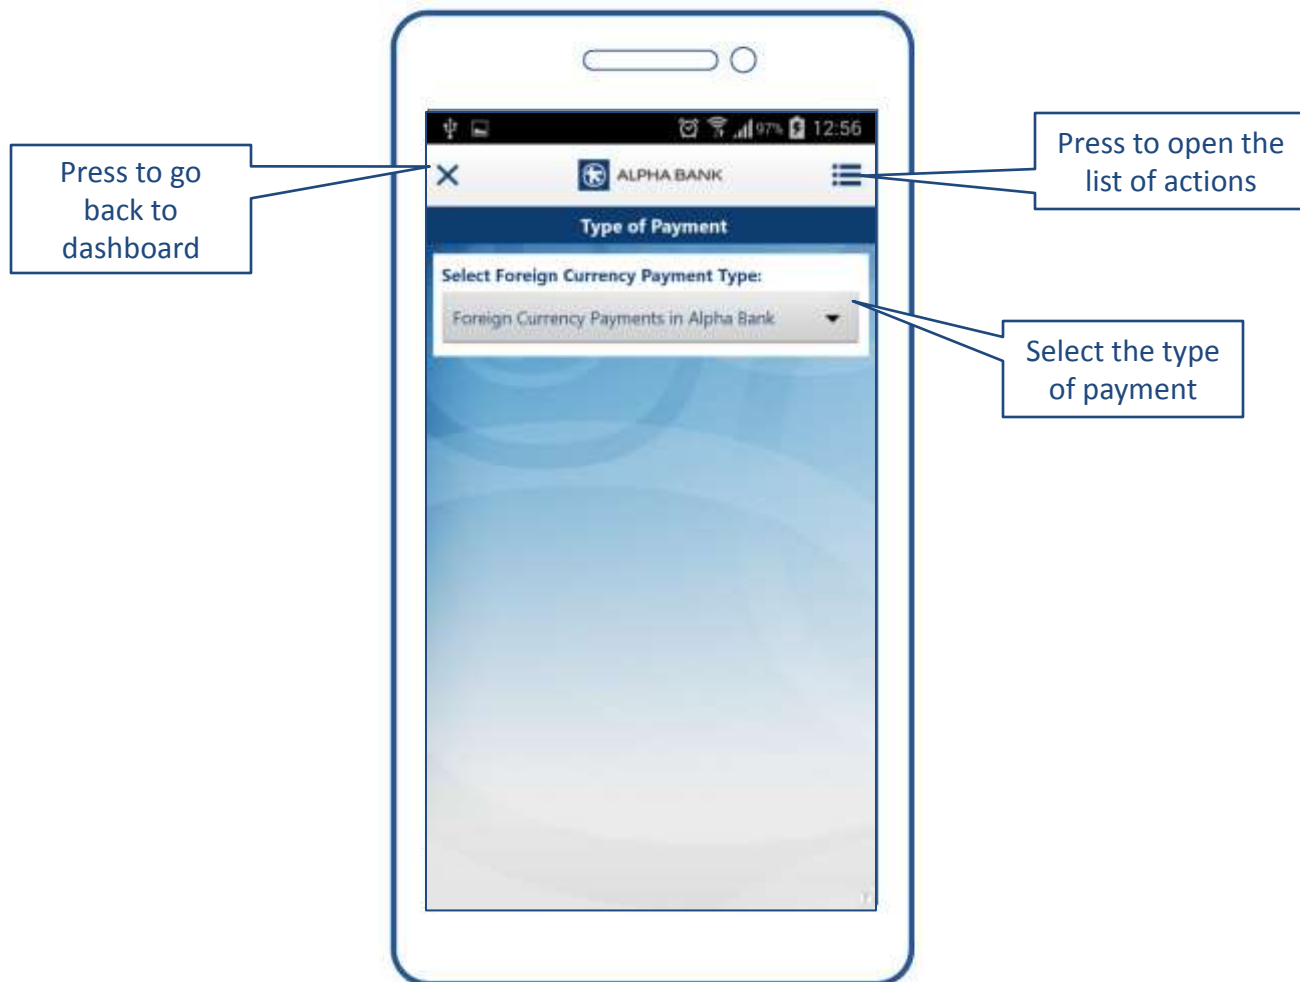 97% 12:56
ALPHA BANK
Type of Payment
Select Foreign Currency Payment Type:
Foreign Currency Payments in Alpha Bank
Press to go
back to
dashboard
Press to open the
list of actions
Select the type
of payment